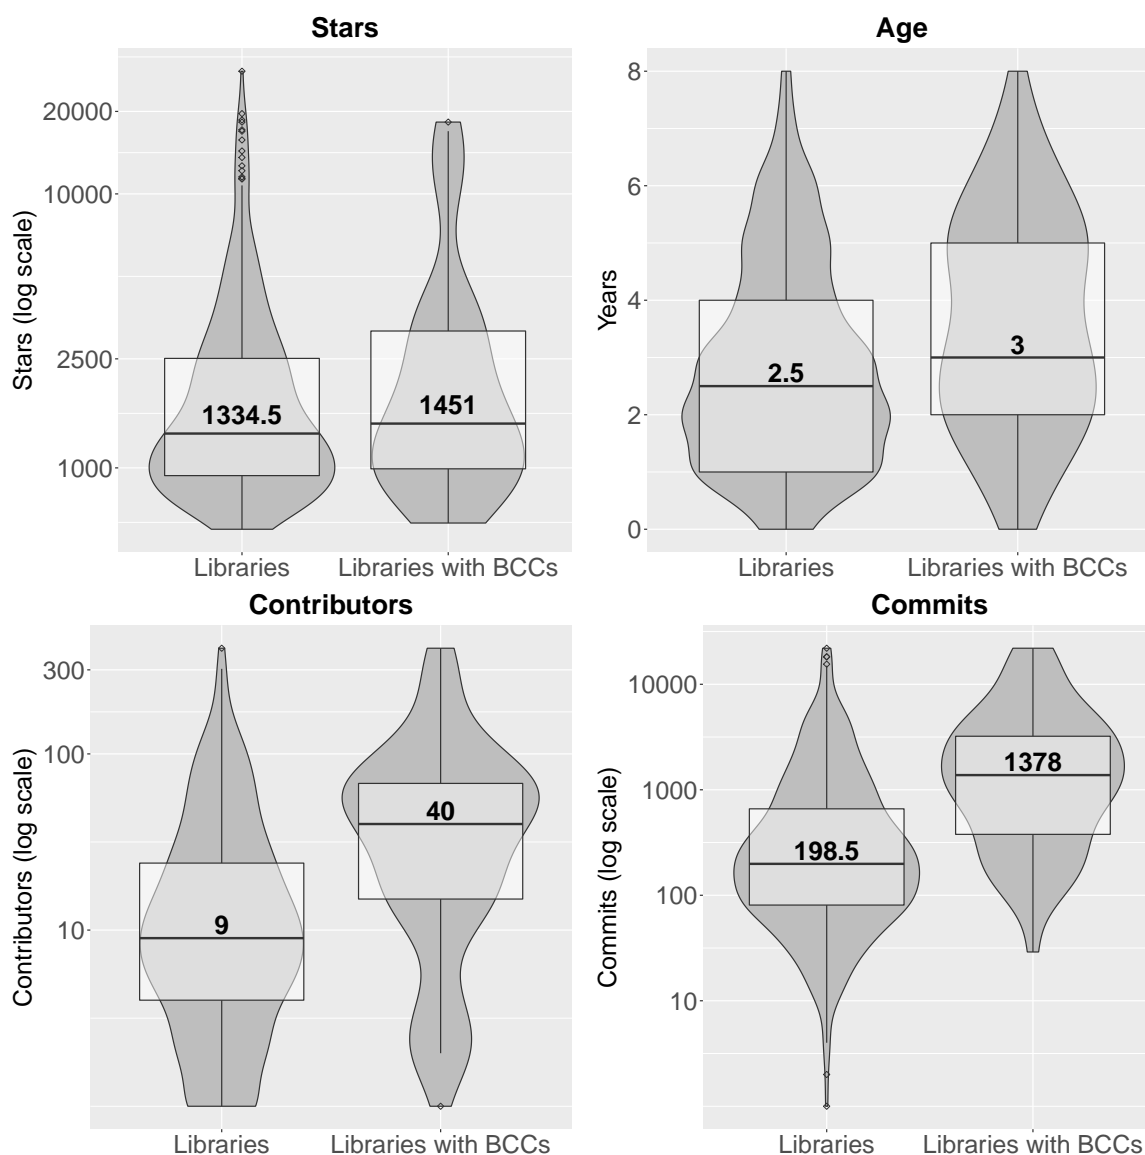 Stars
Stars (log scale)
20000
10000
2500
1000
1334.5
1451
Libraries
Libraries with BCCs
Age
Years
8
6
4
2
0
2.5
3
Libraries
Libraries with BCCs
Contributors
Contributors (log scale)
300
100
10
9
40
Libraries
Libraries with BCCs
Commits
Commits (log scale)
10000
1000
100
10
198.5
1378
Libraries
Libraries with BCCs